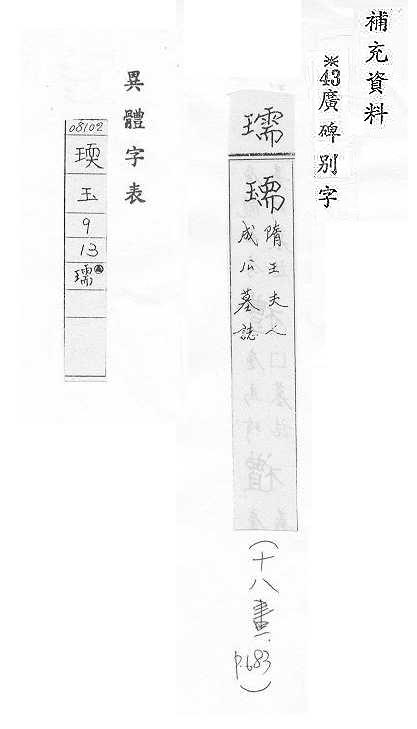 補充資料
※43廣碑別字
瓀
瓀
隋王夫人
成公墓誌
(十八畫,
p.683)
異體字表
08102
瑌
玉
9
13
瓀